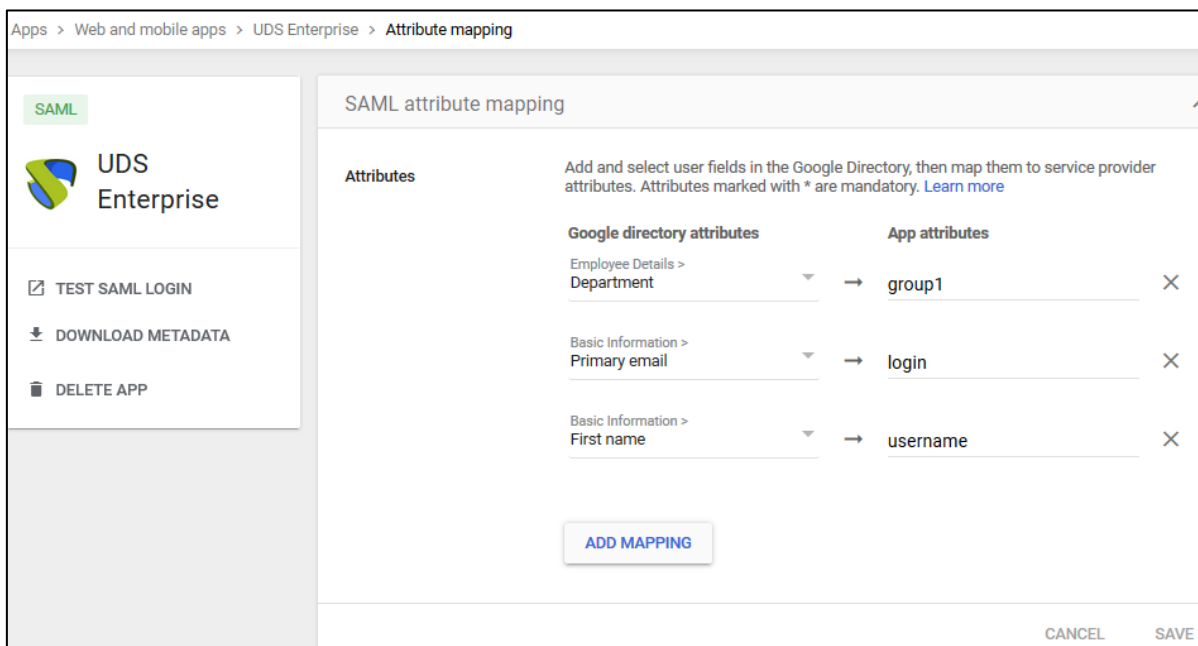 Apps > Web and mobile apps > UDS Enterprise > Attribute mapping
SAML
UDS
Enterprise
TEST SAML LOGIN
DOWNLOAD METADATA
DELETE APP
SAML attribute mapping
Attributes
Add and select user fields in the Google Directory, then map them to service provider
attributes. Attributes marked with * are mandatory. Learn more
Google directory attributes
App attributes
Employee Details >
Department
group1
Basic Information >
Primary email
login
Basic Information >
First name
username
ADD MAPPING
CANCEL
SAVE